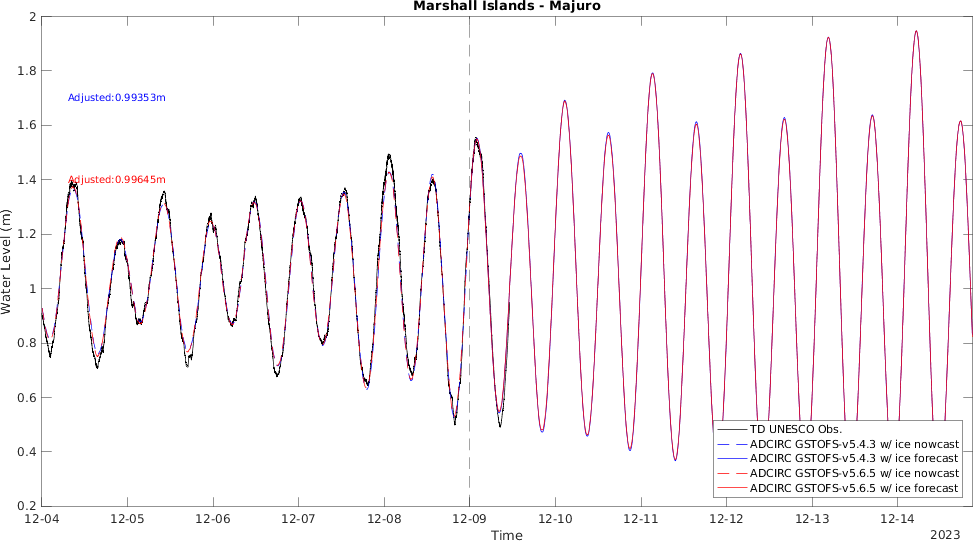 Marshall Islands - Majuro
2
1.8
1.6
1.4
1.2
1
0.8
0.6
0.4
0.2
Water Level (m)
Adjusted:0.99353m
Adjusted:0.99645m
TD UNESCO Obs.
ADCIRC GSTOFS-v5.4.3 w/ ice nowcast
ADCIRC GSTOFS-v5.4.3 w/ ice forecast
ADCIRC GSTOFS-v5.6.5 w/ ice nowcast
ADCIRC GSTOFS-v5.6.5 w/ ice forecast
12-04 12-05 12-06 12-07 12-08 12-09 12-10 12-11 12-12 12-13 12-14
Time
2023